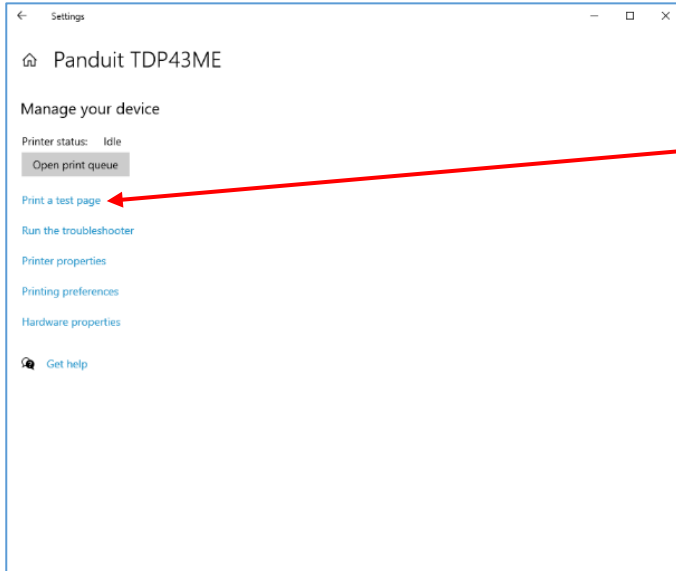 Settings
Panduit TDP43ME
Manage your device
Printer status: Idle
Open print queue
Print a test page
Run the troubleshooter
Printer properties
Printing preferences
Hardware properties
Get help